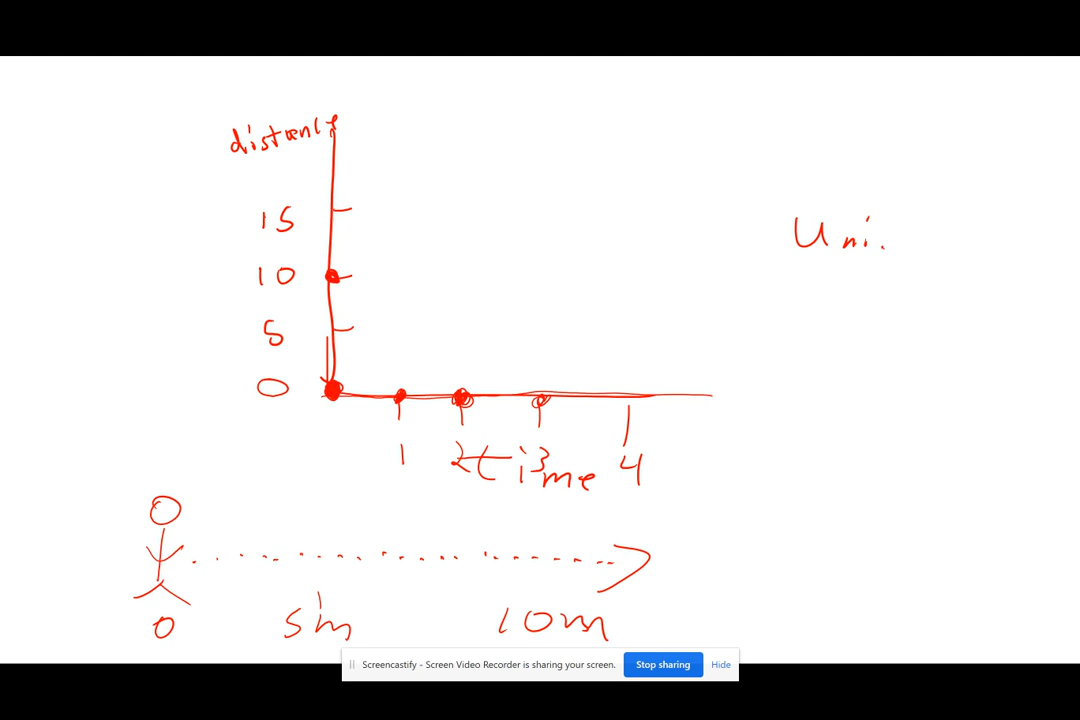 distance
15
Uni.
10
5
0
1 2 3 4
time
0 5m 10m
Screencastify - Screen Video Recorder is sharing your screen. Stop sharing Hide